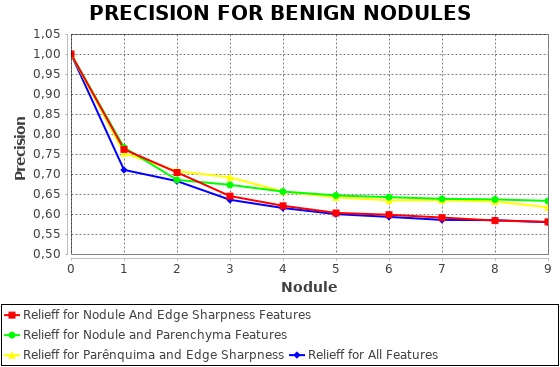 PRECISION FOR BENIGN NODULES
1,05
1,00
0,95
0,90
0,85
0,80
0,75
0,70
0,65
0,60
0,55
0,50
Precision
0 1 2 3 4 5 6 7 8 9
Nodule
Relieff for Nodule And Edge Sharpness Features
Relieff for Nodule and Parenchyma Features
Relieff for Parênquima and Edge Sharpness Relieff for All Features